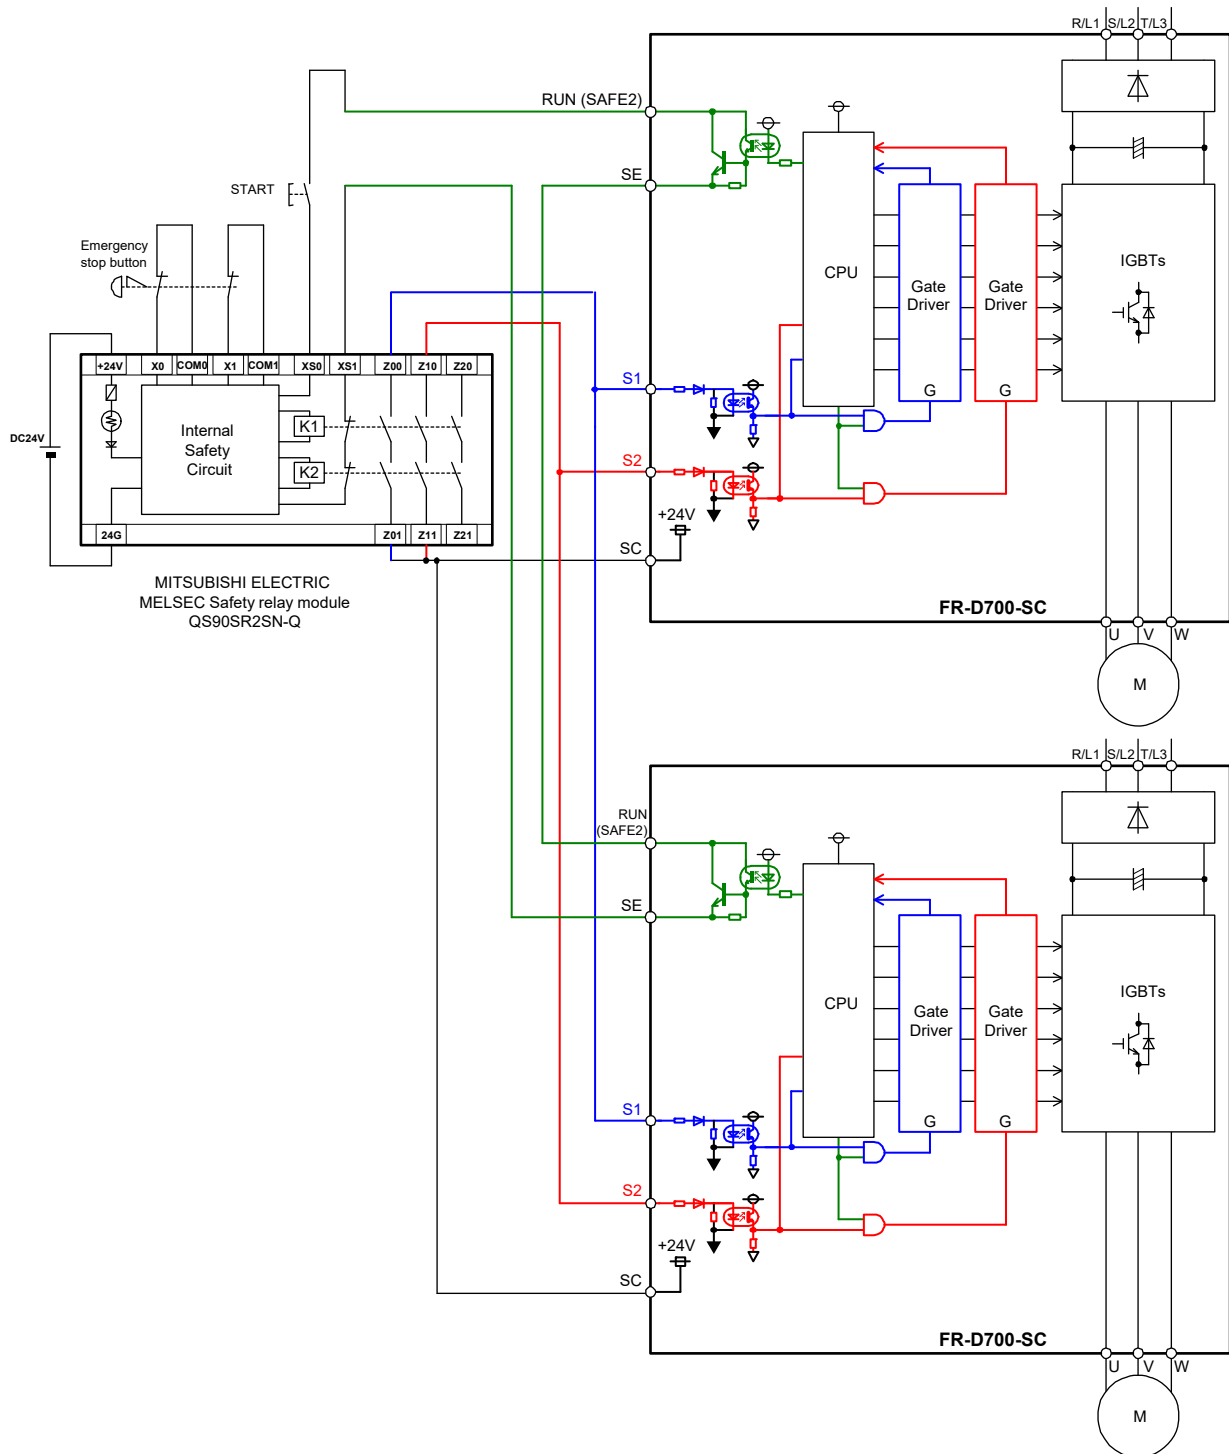 R/L1 S/L2 T/L3
RUN (SAFE2)
SE
START
Emergency
stop button
CPU
Gate
Driver
Gate
Driver
IGBTs
+24V X0 COM0 X1 COM1 XS0 XS1 Z00 Z10 Z20
S1
G
G
DC24V
Internal
Safety
Circuit
K1
K2
S2
+24V
24G
Z01 Z11 Z21
SC
MITSUBISHI ELECTRIC
MELSEC Safety relay module
QS90SR2SN-Q
FR-D700-SC
U V W
M
R/L1 S/L2 T/L3
RUN
(SAFE2)
SE
CPU
Gate
Driver
Gate
Driver
IGBTs
S1
G
G
S2
+24V
SC
FR-D700-SC
U V W
M